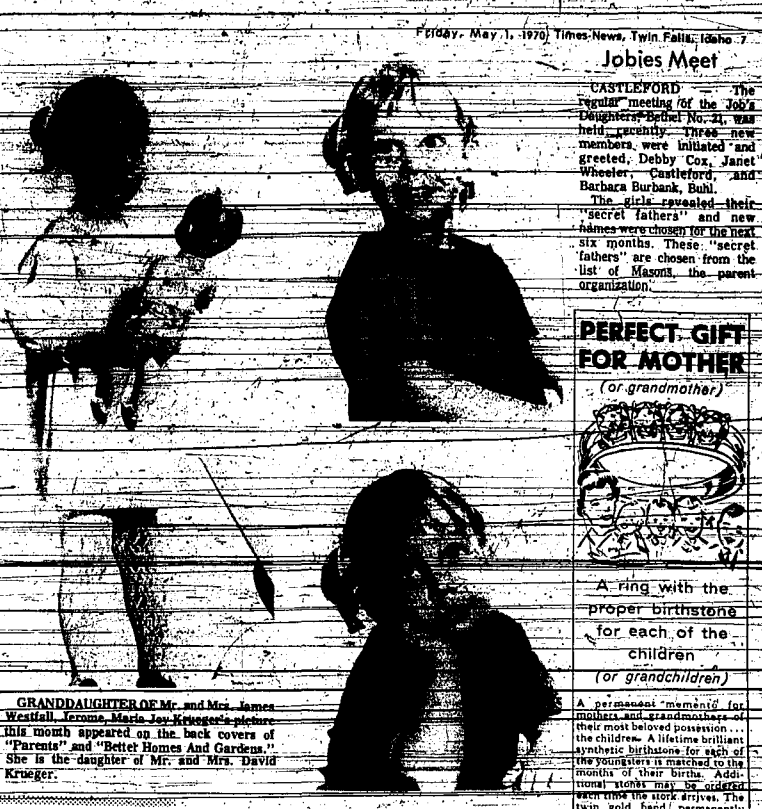 Friday, May 1, 1970 Times-News, Twin Falls, Idaho 7
Jobies Meet
CASTLEFORD — The
regular meeting of the Job's
Daughters, Bethel No. 21, was
held recently. Three new
members were initiated and
greeted, Debby Cox, Janet
Wheeler, Castleford, and
Barbara Burbank, Buhl.
The girls revealed their
"secret fathers" and new
names were chosen for the next
six months. These "secret
fathers" are chosen from the
list of Masons, the parent
organization.
PERFECT GIFT
FOR MOTHER
(or grandmother)
A ring with the
proper birthstone
for each of the
children
(or grandchildren)
A permanent memento for
mothers and grandmothers of
their most beloved possession ...
the children. A lifetime brilliant
synthetic birthstone for each of
the youngsters is matched to the
months of their births. Addi-
tional stones may be ordered
each time the stork arrives. The
twin gold band permanently
GRANDDAUGHTER OF Mr. and Mrs. James
Westfall, Jerome, Maria Joy Krueger's picture
this month appeared on the back covers of
"Parents" and "Better Homes And Gardens."
She is the daughter of Mr. and Mrs. David
Krueger.